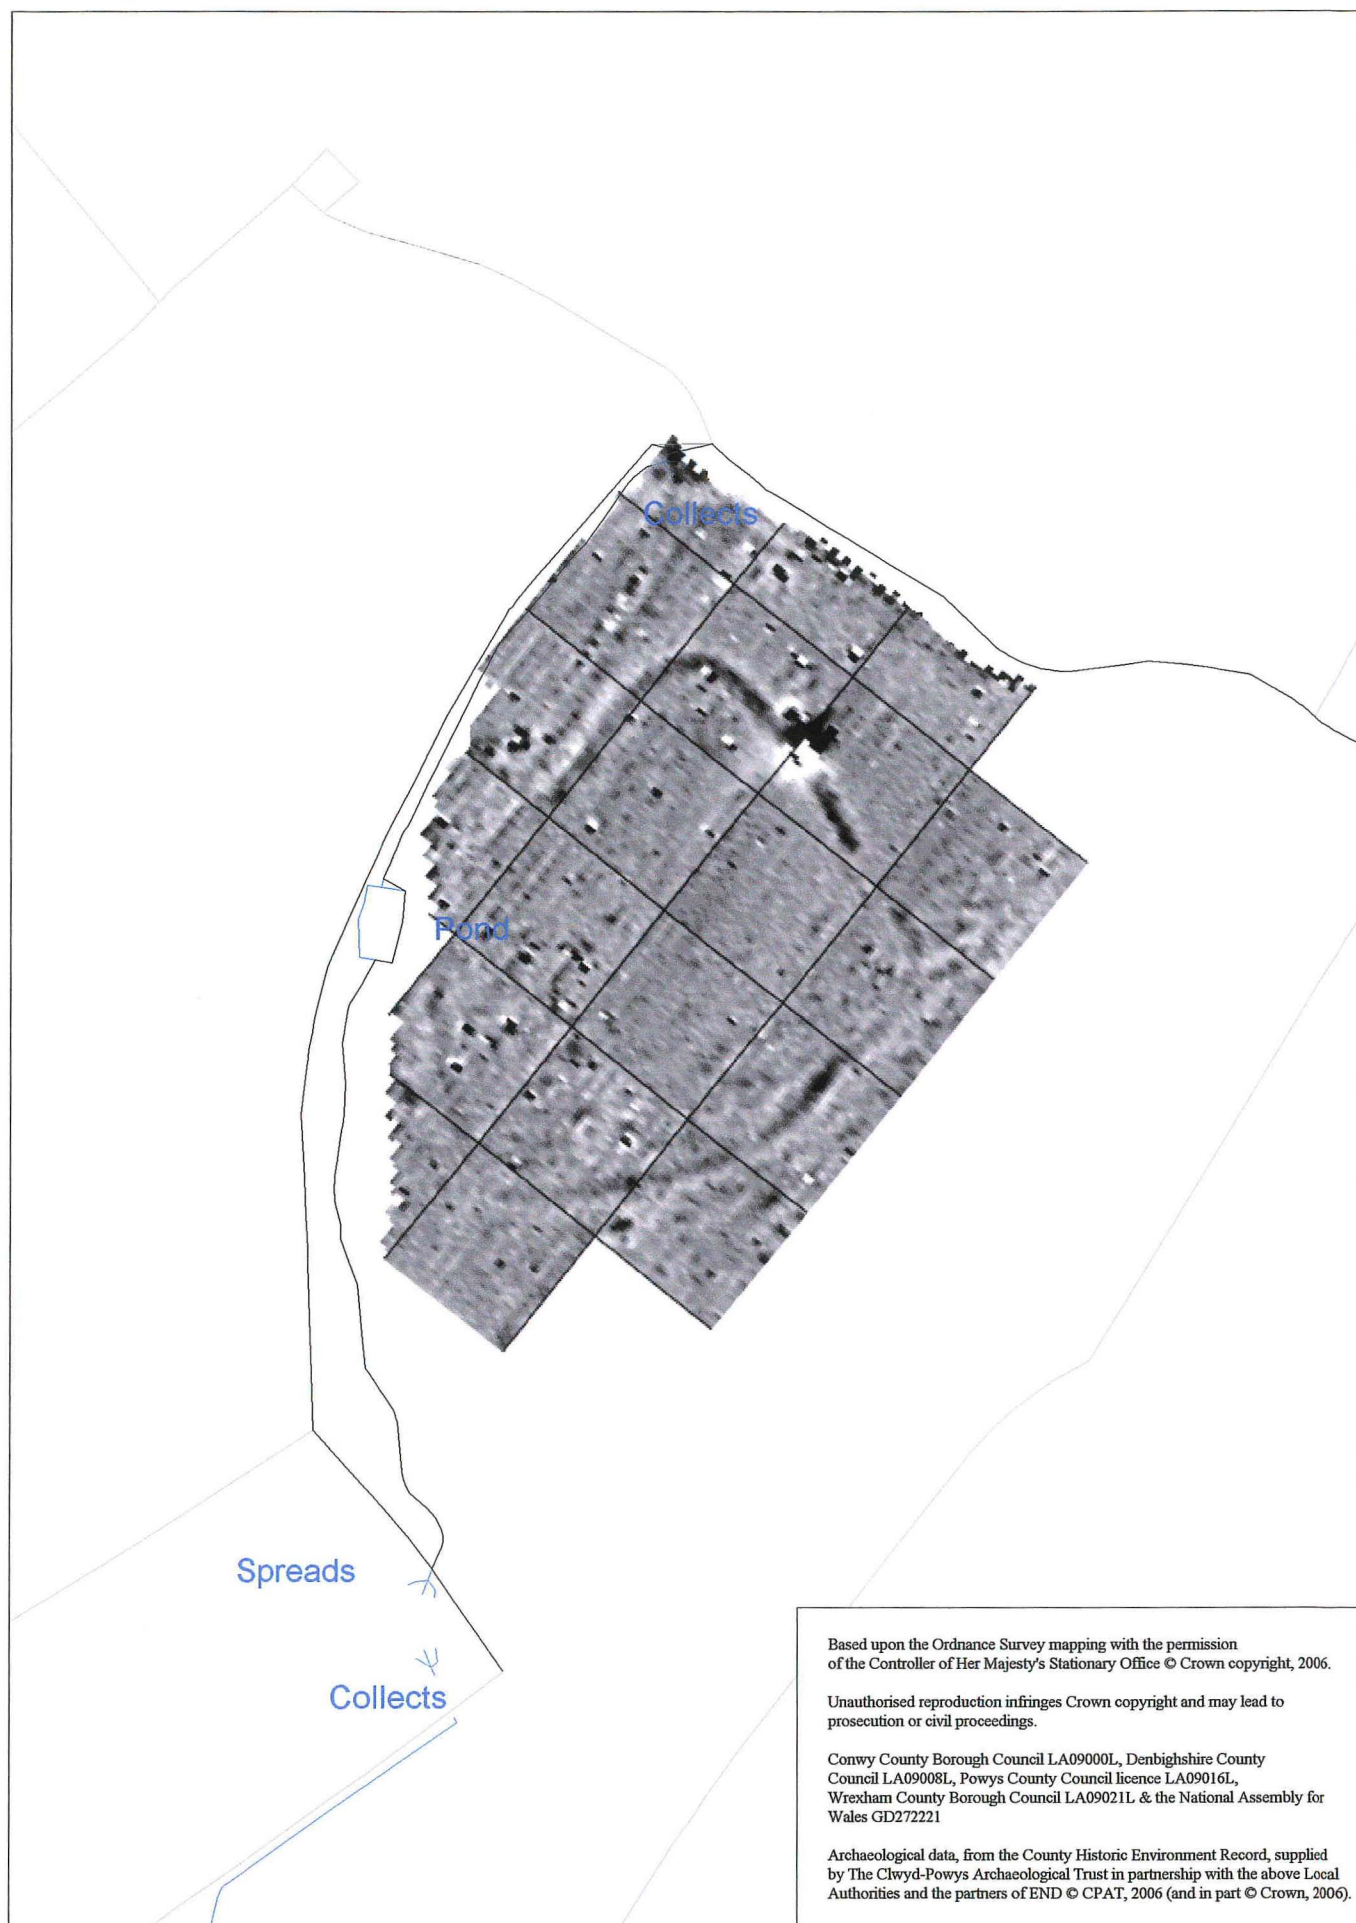 Collects
Pond
Spreads
Collects
Based upon the Ordnance Survey mapping with the permission
of the Controller of Her Majesty's Stationary Office © Crown copyright, 2006.
Unauthorised reproduction infringes Crown copyright and may lead to
prosecution or civil proceedings.
Conwy County Borough Council LA09000L, Denbighshire County
Council LA09008L, Powys County Council licence LA09016L,
Wrexham County Borough Council LA09021L & the National Assembly for
Wales GD272221
Archaeological data, from the County Historic Environment Record, supplied
by The Clwyd-Powys Archaeological Trust in partnership with the above Local
Authorities and the partners of END © CPAT, 2006 (and in part © Crown, 2006).